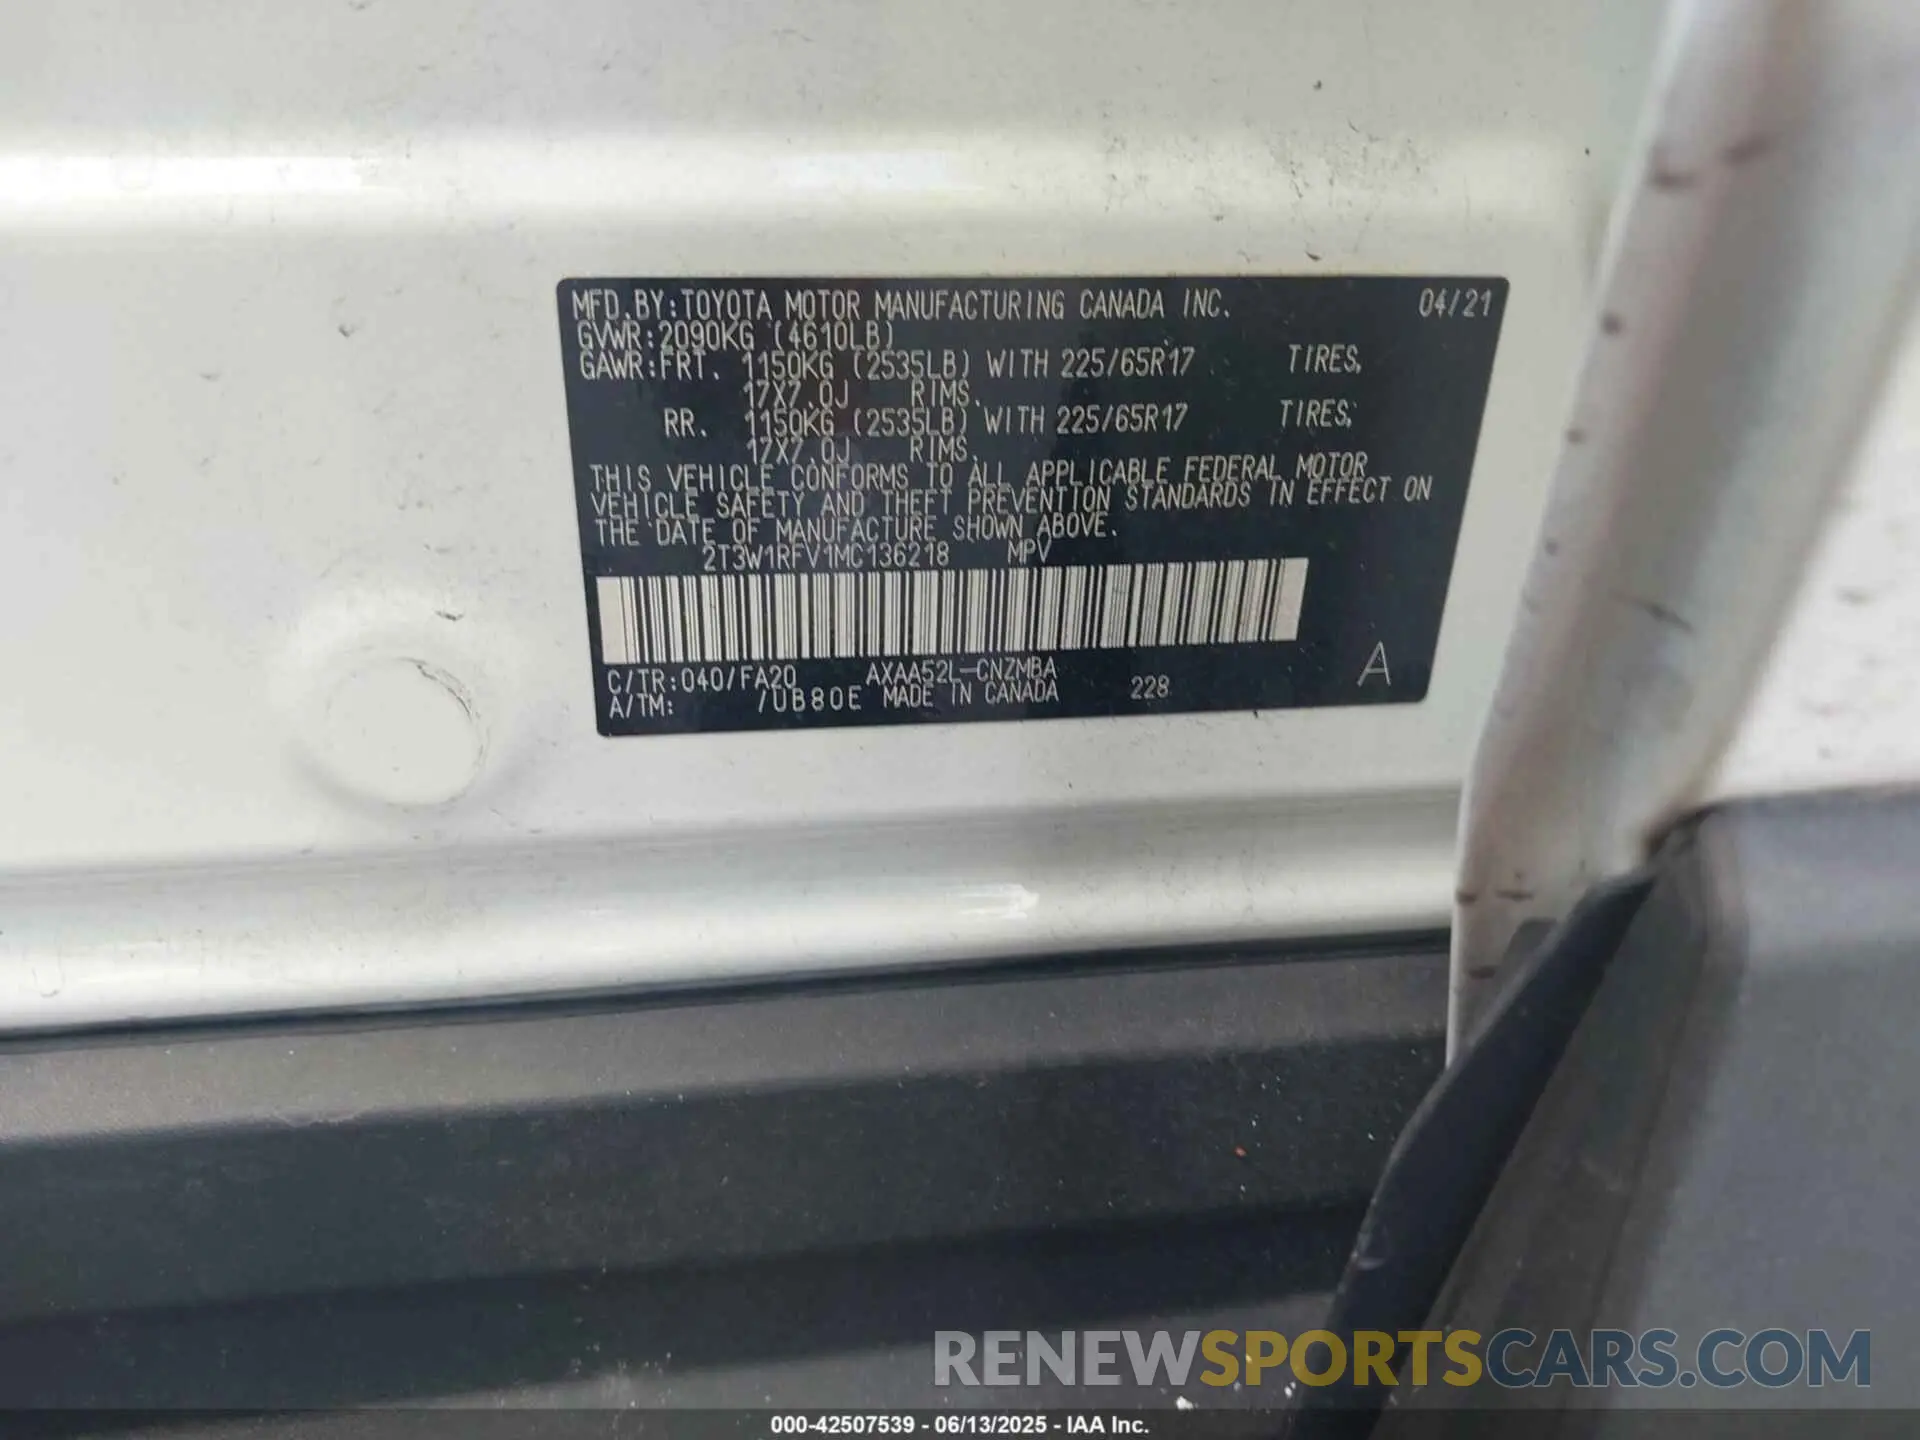 MFD.BY:TOYOTA MOTOR MANUFACTURING CANADA INC. 04/21
GVWR:2090KG (4610LB)
GAWR:FRT. 1150KG (2535LB) WITH 225/65R17 TIRES,
17X7.0J RIMS.
RR. 1150KG (2535LB) WITH 225/65R17 TIRES,
17X7.0J RIMS.
THIS VEHICLE CONFORMS TO ALL APPLICABLE FEDERAL MOTOR
VEHICLE SAFETY AND THEFT PREVENTION STANDARDS IN EFFECT ON
THE DATE OF MANUFACTURE SHOWN ABOVE.
2T3W1RFV1MC136218 MPV
C/TR:040/FA20 AXAA52L-CNZMBA
A/TM: /UB80E MADE IN CANADA 228 A
RENEWSPORTSCARS.COM
000-42507539 - 06/13/2025 - IAA Inc.